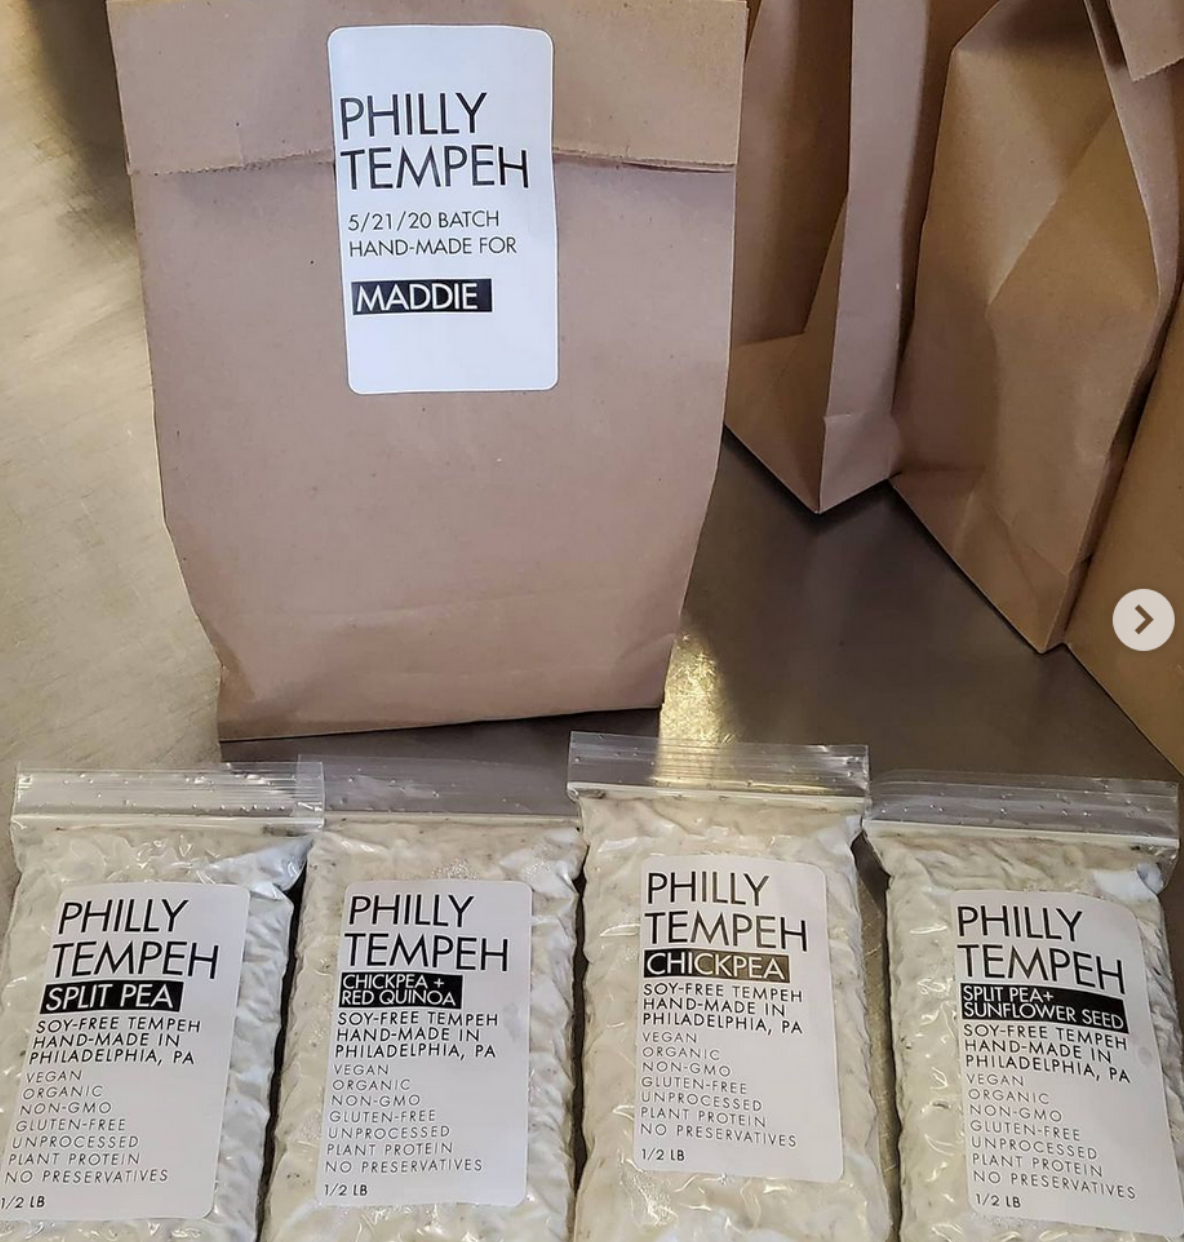 PHILLY
TEMPEH
5/21/20 BATCH
HAND-MADE FOR
MADDIE
PHILLY
TEMPEH
SPLIT PEA
SOY-FREE TEMPEH
HAND-MADE IN
PHILADELPHIA, PA
VEGAN
ORGANIC
NON-GMO
GLUTEN-FREE
UNPROCESSED
PLANT PROTEIN
NO PRESERVATIVES
1/2 LB
PHILLY
TEMPEH
CHICKPEA +
RED QUINOA
SOY-FREE TEMPEH
HAND-MADE IN
PHILADELPHIA, PA
VEGAN
ORGANIC
NON-GMO
GLUTEN-FREE
UNPROCESSED
PLANT PROTEIN
NO PRESERVATIVES
1/2 LB
PHILLY
TEMPEH
CHICKPEA
SOY-FREE TEMPEH
HAND-MADE IN
PHILADELPHIA, PA
VEGAN
ORGANIC
NON-GMO
GLUTEN-FREE
UNPROCESSED
PLANT PROTEIN
NO PRESERVATIVES
1/2 LB
PHILLY
TEMPEH
SPLIT PEA+
SUNFLOWER SEED
SOY-FREE TEMPEH
HAND-MADE IN
PHILADELPHIA, PA
VEGAN
ORGANIC
NON-GMO
GLUTEN-FREE
UNPROCESSED
PLANT PROTEIN
NO PRESERVATIVES
1/2 LB